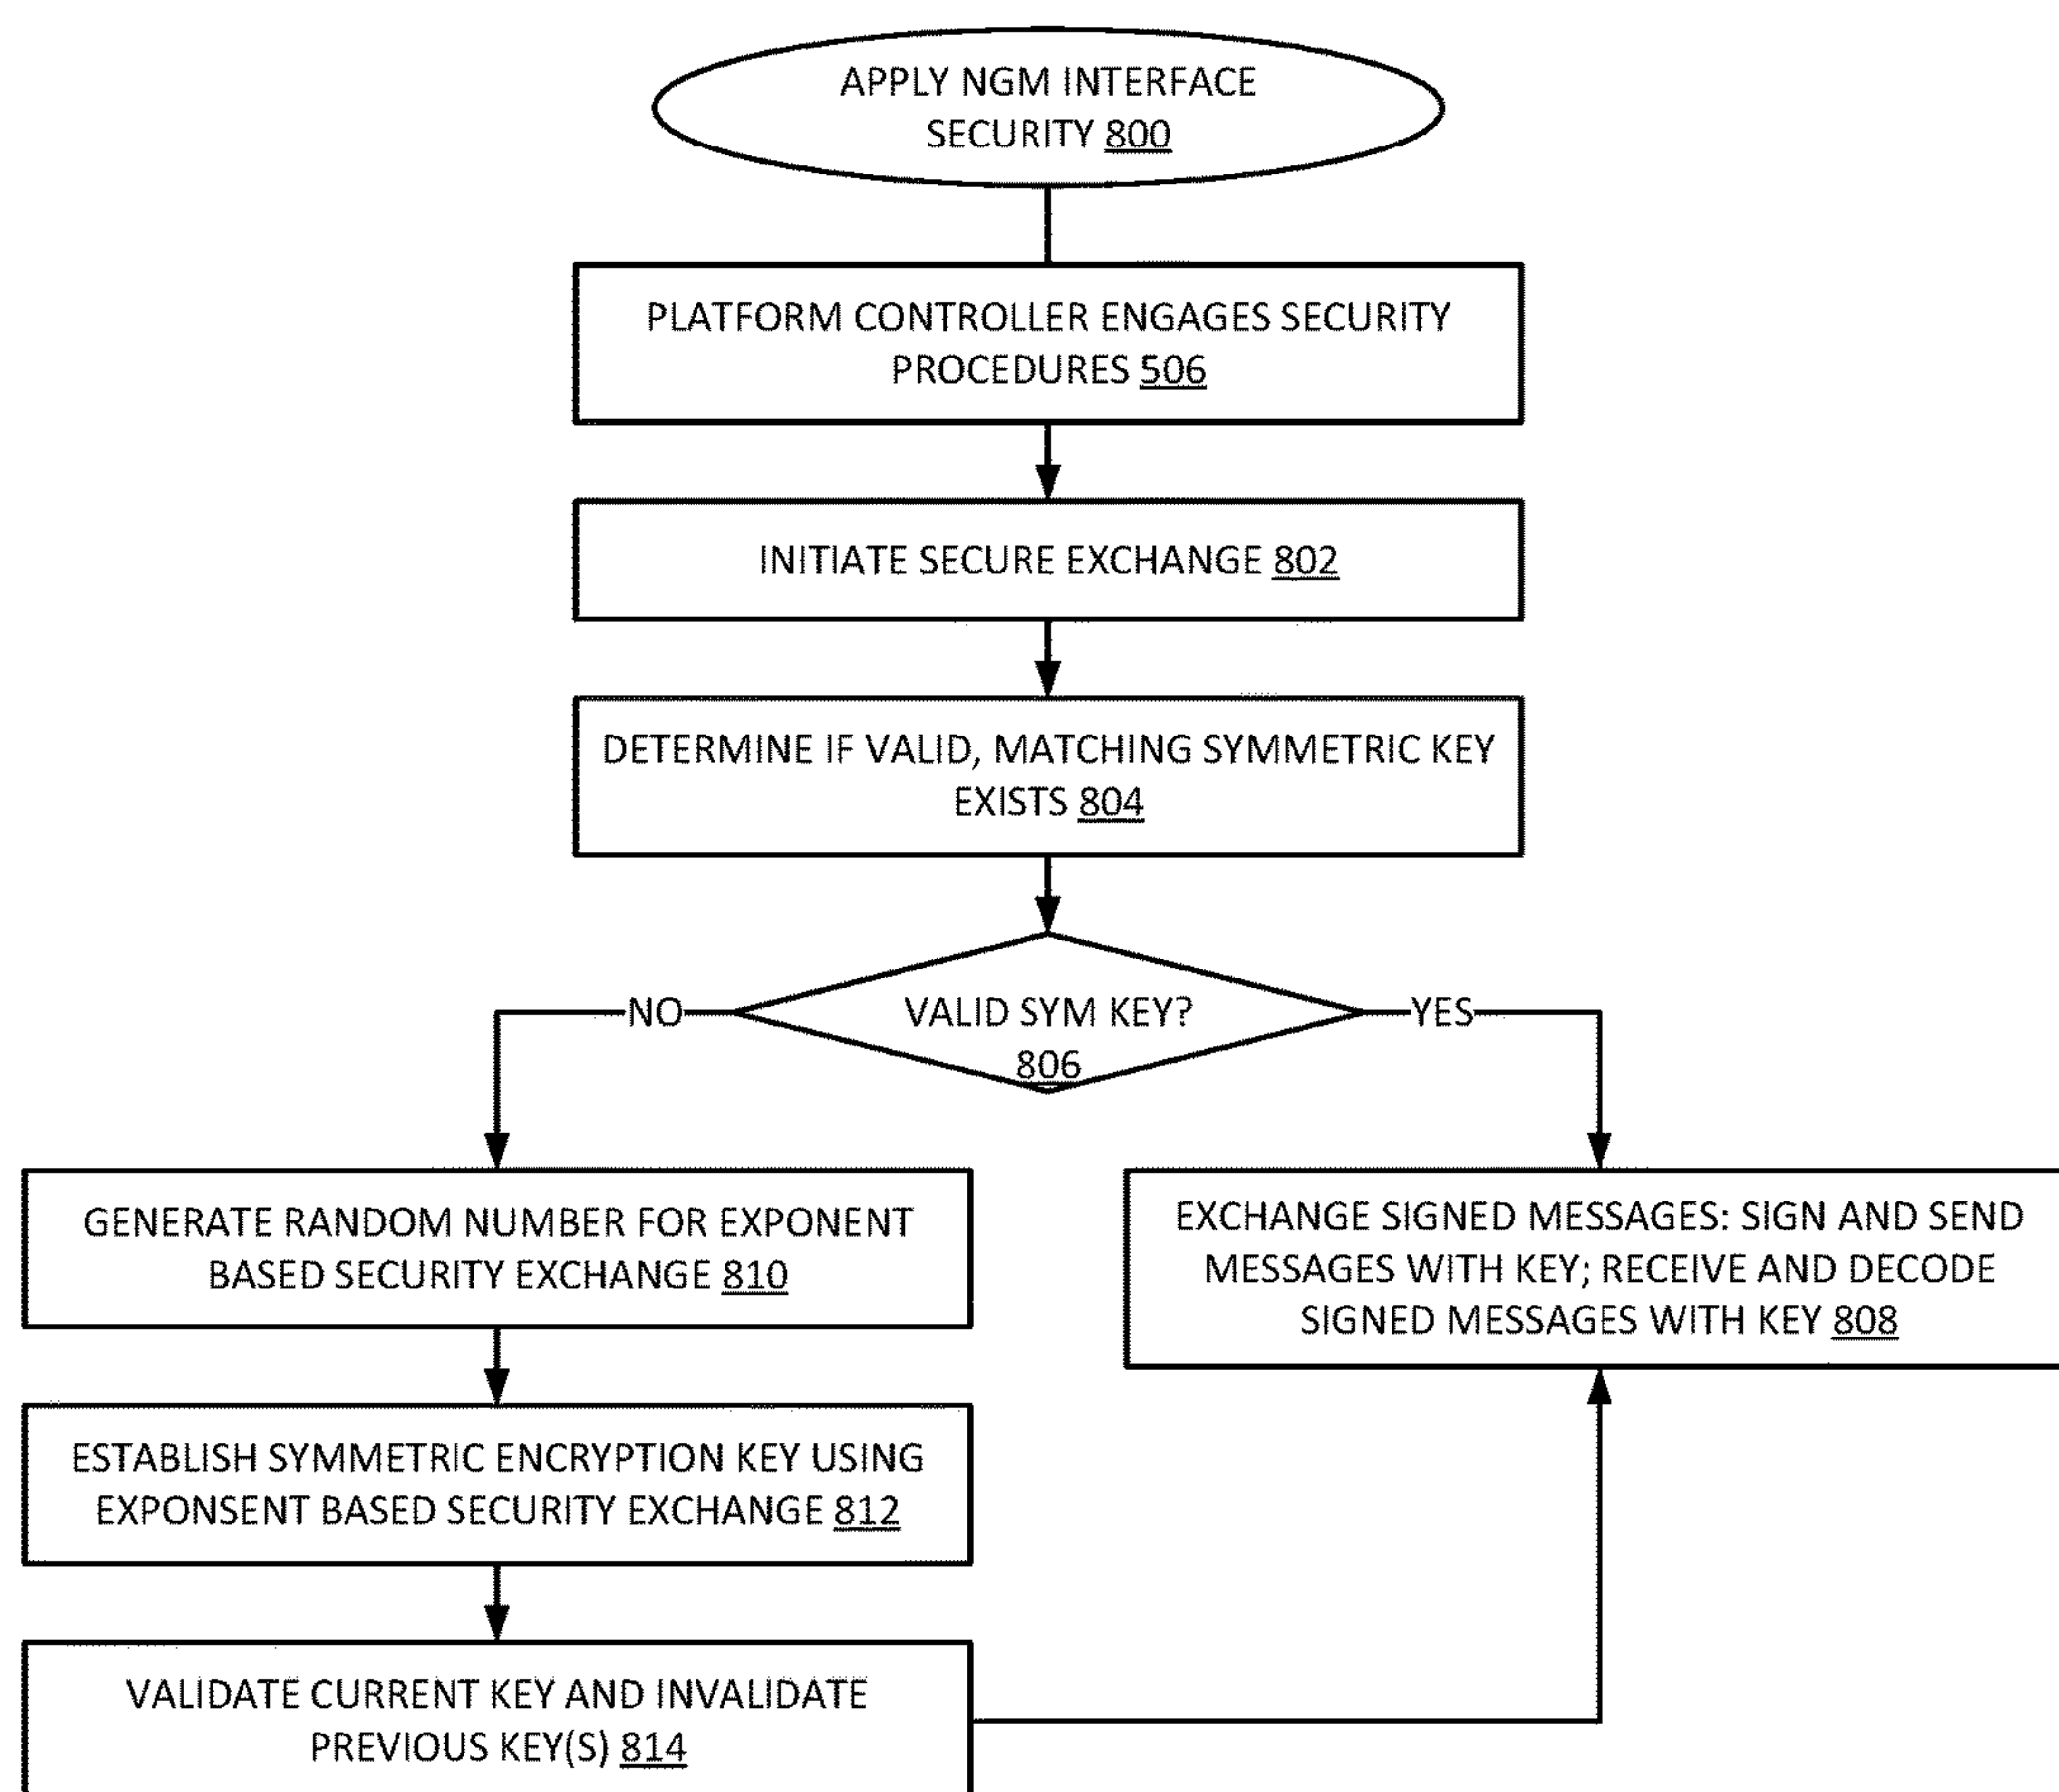 APPLY NGM INTERFACE
SECURITY 800
PLATFORM CONTROLLER ENGAGES SECURITY
PROCEDURES 506
INITIATE SECURE EXCHANGE 802
DETERMINE IF VALID, MATCHING SYMMETRIC KEY
EXISTS 804
VALID SYM KEY?
806
NO
YES
GENERATE RANDOM NUMBER FOR EXPONENT
BASED SECURITY EXCHANGE 810
EXCHANGE SIGNED MESSAGES: SIGN AND SEND
MESSAGES WITH KEY; RECEIVE AND DECODE
SIGNED MESSAGES WITH KEY 808
ESTABLISH SYMMETRIC ENCRYPTION KEY USING
EXPONSENT BASED SECURITY EXCHANGE 812
VALIDATE CURRENT KEY AND INVALIDATE
PREVIOUS KEY(S) 814